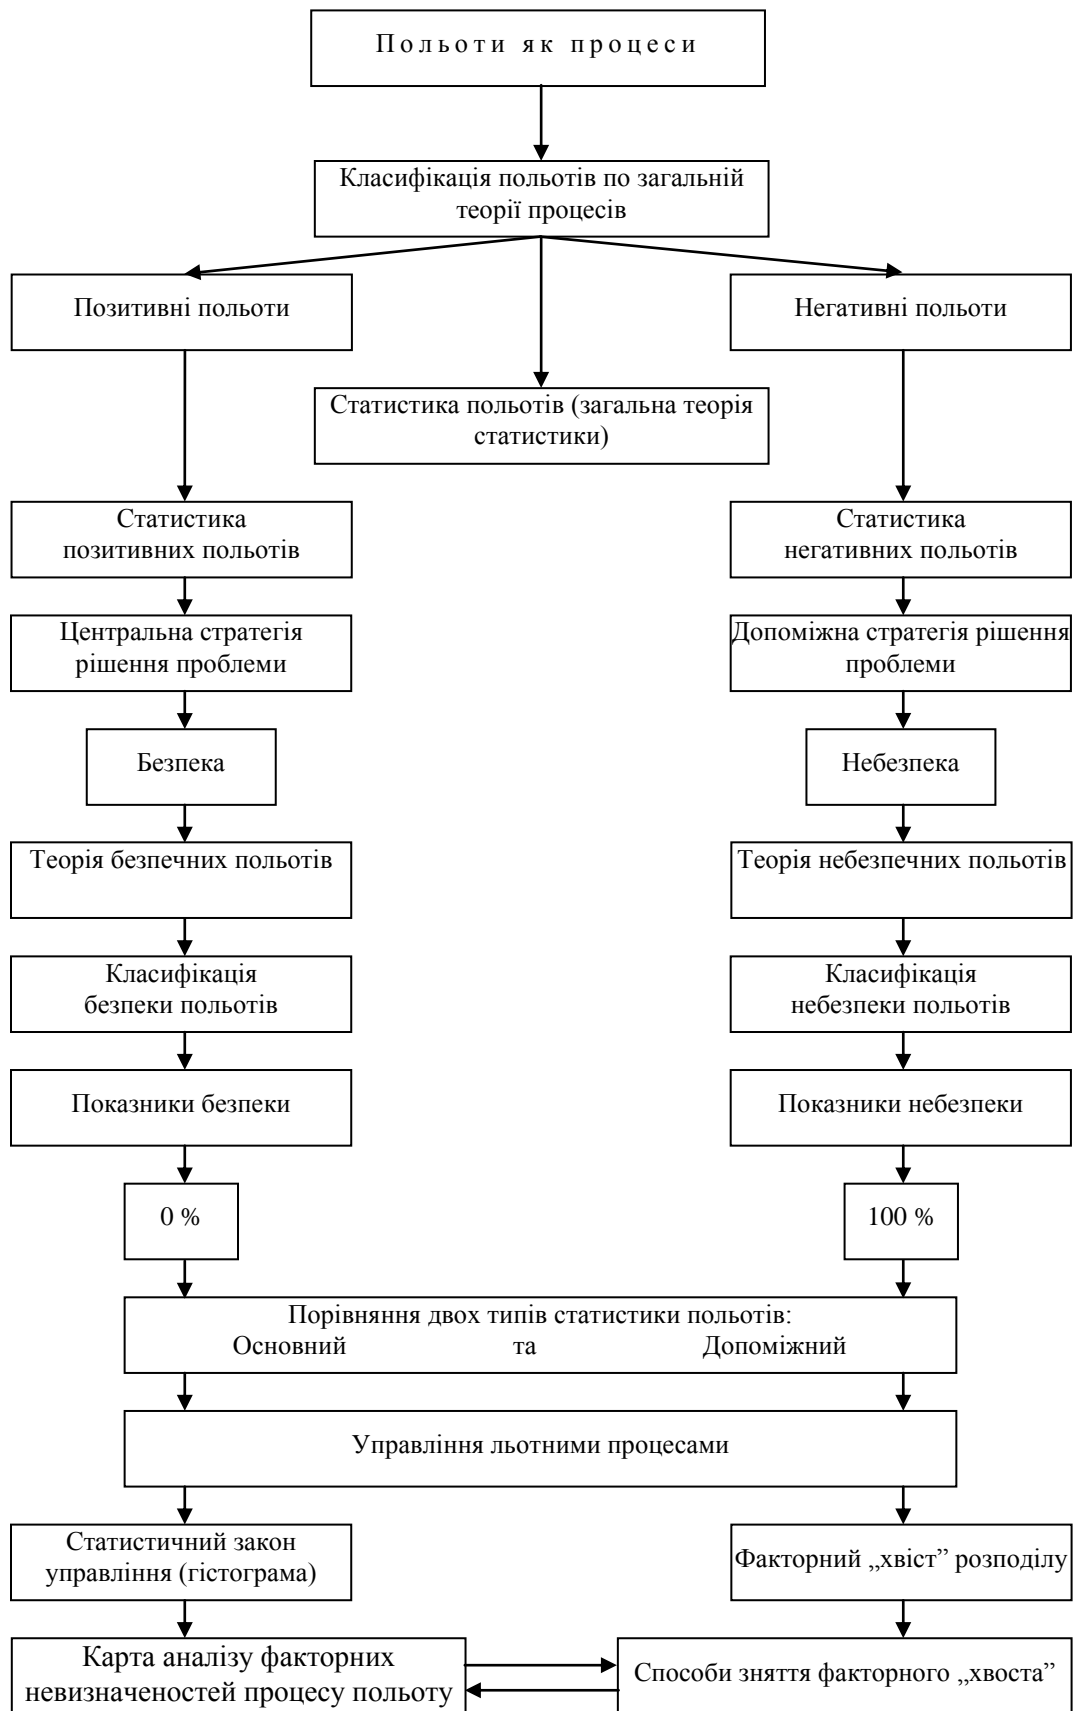 Польоти як процеси
Класифікація польотів по загальній
теорії процесів
Позитивні польоти
Негативні польоти
Статистика польотів (загальна теорія
статистики)
Статистика
позитивних польотів
Статистика
негативних польотів
Центральна стратегія
рішення проблеми
Допоміжна стратегія рішення
проблеми
Безпека
Небезпека
Теорія безпечних польотів
Теорія небезпечних польотів
Класифікація
безпеки польотів
Класифікація
небезпеки польотів
Показники безпеки
Показники небезпеки
0 %
100 %
Порівняння двох типів статистики польотів:
Основний та Допоміжний
Управління льотними процесами
Статистичний закон
управління (гістограма)
Факторний „хвіст” розподілу
Карта аналізу факторних
невизначеностей процесу польоту
Способи зняття факторного „хвоста”